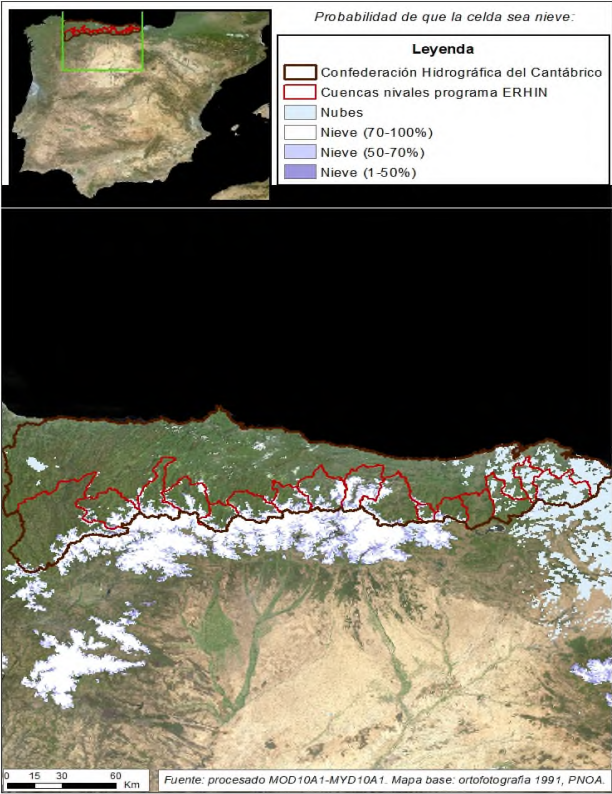 Probabilidad de que la celda sea nieve:
Leyenda
Confederación Hidrográfica del Cantábrico
Cuencas nivales programa ERHIN
Nubes
Nieve (70-100%)
Nieve (50-70%)
Nieve (1-50%)
0 15 30 60
Km
Fuente: procesado MOD10A1-MYD10A1. Mapa base: ortofotografia 1991, PNOA.